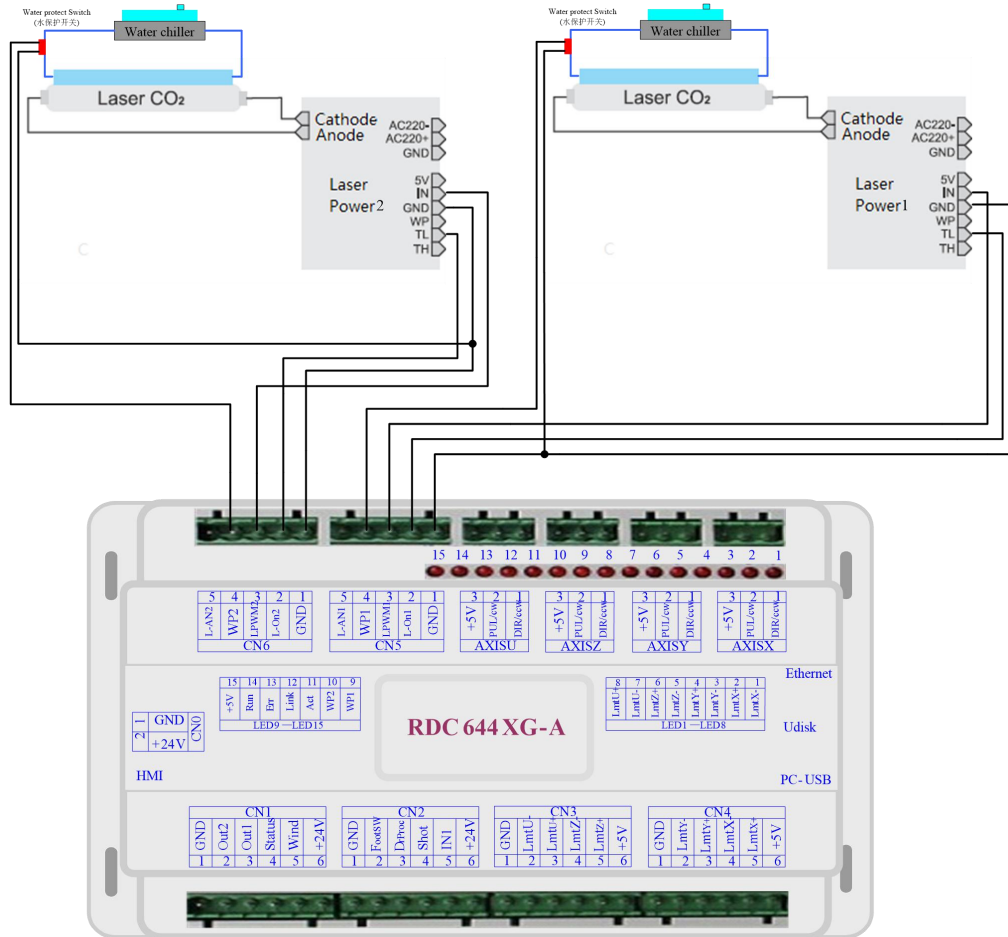 Water protect Switch
(水保护开关)
Water chiller
Laser CO₂
Cathode
Anode
AC220-
AC220+
GND
5V
IN
GND
WP
TL
TH
Laser
Power2
C
Water protect Switch
(水保护开关)
Water chiller
Laser CO₂
Cathode
Anode
AC220-
AC220+
GND
5V
IN
GND
WP
TL
TH
Laser
Power1
C
15 14 13 12 11 10 9 8 7 6 5 4 3 2 1
5 4 3 2 1
L-AN2 WP2 LPWM2 L-On2 GND
CN6
5 4 3 2 1
L-AN1 WP1 LPWM1 L-On1 GND
CN5
3 2 1
+5V PUL/cw DIR/ccw
AXISU
3 2 1
+5V PUL/cw DIR/ccw
AXISZ
3 2 1
+5V PUL/cw DIR/ccw
AXISY
3 2 1
+5V PUL/cw DIR/ccw
AXISX
Ethernet
15 14 13 12 11 10 9
+5V Run Err Link Act WP2 WP1
LED9—LED15
8 7 6 5 4 3 2 1
LmtU+ LmtU- LmtZ+ LmtZ- LmtY+ LmtY- LmtX+ LmtX-
LED1—LED8
1 GND
2 +24V
CN0
RDC 644 XG-A
Udisk
HMI
PC-USB
CN1
GND Out2 Out1 Status Wind +24V
1 2 3 4 5 6
CN2
GND FootSW DrProc Shot IN1 +24V
1 2 3 4 5 6
CN3
GND LmtU- LmtU+ LmtZ- LmtZ+ +5V
1 2 3 4 5 6
CN4
GND LmtY- LmtY+ LmtX- LmtX+ +5V
1 2 3 4 5 6